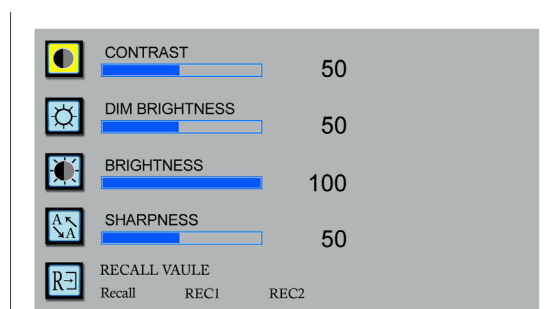 CONTRAST
50
DIM BRIGHTNESS
50
BRIGHTNESS
100
SHARPNESS
50
A A
R RECALL VAULE
Recall REC1 REC2